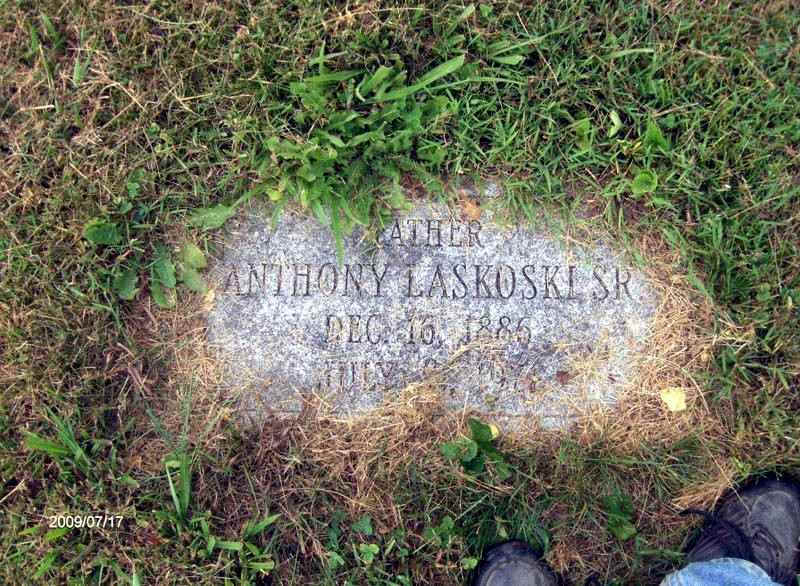 FATHER
ANTHONY LASKOSKI SR
DEC. 16, 1886
JULY
2009/07/17